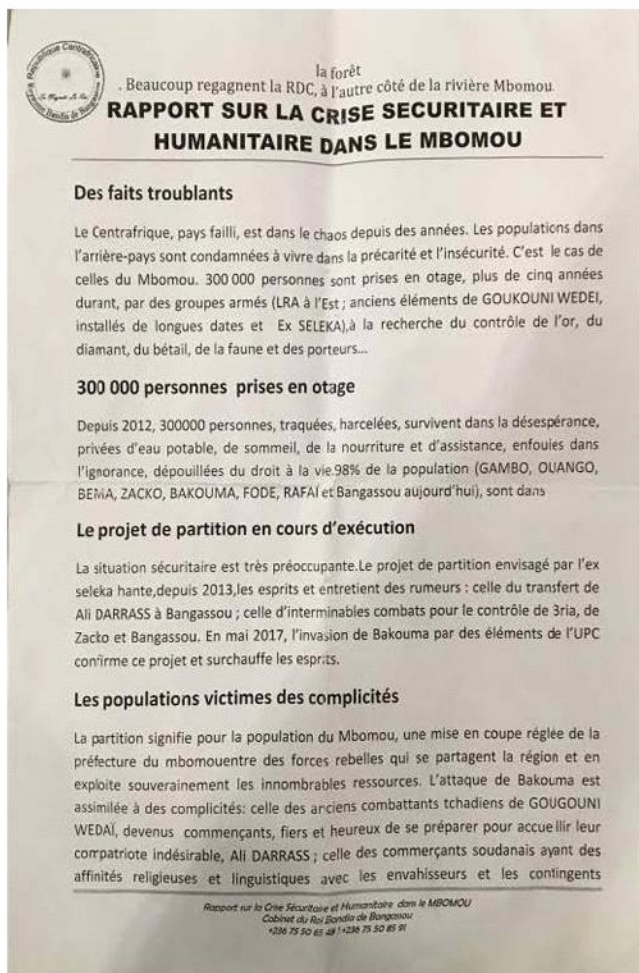 République Centrafricaine
la forêt
. Beaucoup regagnent la RDC, à l'autre côté de la rivière Mbomou.
RAPPORT SUR LA CRISE SECURITAIRE ET
HUMANITAIRE DANS LE MBOMOU
Des faits troublants
Le Centrafrique, pays failli, est dans le chaos depuis des années. Les populations dans
l'arrière-pays sont condamnées à vivre dans la précarité et l'insécurité. C'est le cas de
celles du Mbomou. 300 000 personnes sont prises en otage, plus de cinq années
durant, par des groupes armés (LRA à l'Est ; anciens éléments de GOUKOUNI WEDEI,
installés de longues dates et Ex SELEKA),à la recherche du contrôle de l'or, du
diamant, du bétail, de la faune et des porteurs...
300 000 personnes prises en otage
Depuis 2012, 300000 personnes, traquées, harcelées, survivent dans la désespérance,
privées d'eau potable, de sommeil, de la nourriture et d'assistance, enfouies dans
l'ignorance, dépouillées du droit à la vie.98% de la population (GAMBO, OUANGO,
BEMA, ZACKO, BAKOUMA, FODE, RAFAÏ et Bangassou aujourd'hui), sont dans
Le projet de partition en cours d'exécution
La situation sécuritaire est très préoccupante.Le projet de partition envisagé par l'ex
seleka hante,depuis 2013,les esprits et entretient des rumeurs : celle du transfert de
Ali DARRASS à Bangassou ; celle d'interminables combats pour le contrôle de Bria, de
Zacko et Bangassou. En mai 2017, l'invasion de Bakouma par des éléments de l'UPC
confirme ce projet et surchauffe les esprits.
Les populations victimes des complicités
La partition signifie pour la population du Mbomou, une mise en coupe réglée de la
préfecture du mbomouentre des forces rebelles qui se partagent la région et en
exploite souverainement les innombrables ressources. L'attaque de Bakouma est
assimilée à des complicités: celle des anciens combattants tchadiens de GOUGOUNI
WEDAÏ, devenus commençants, fiers et heureux de se préparer pour accueillir leur
compatriote indésirable, Ali DARRASS ; celle des commerçants soudanais ayant des
affinités religieuses et linguistiques avec les envahisseurs et les contingents
Rapport sur la Crise Sécuritaire et Humanitaire dans le MBOMOU
Cabinet du Roi Bandia de Bangassou
+236 75 50 65 48 / +236 75 50 85 91